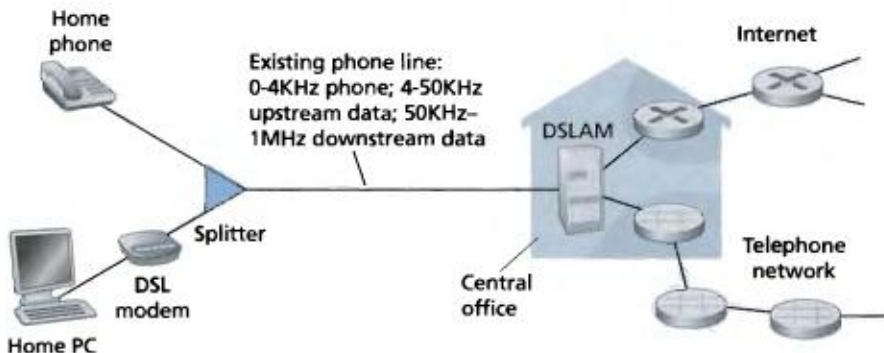 Home
phone
Existing phone line:
0-4KHz phone; 4-50KHz
upstream data; 50KHz–
1MHz downstream data
Internet
DSLAM
Splitter
DSL
modem
Home PC
Central
office
Telephone
network